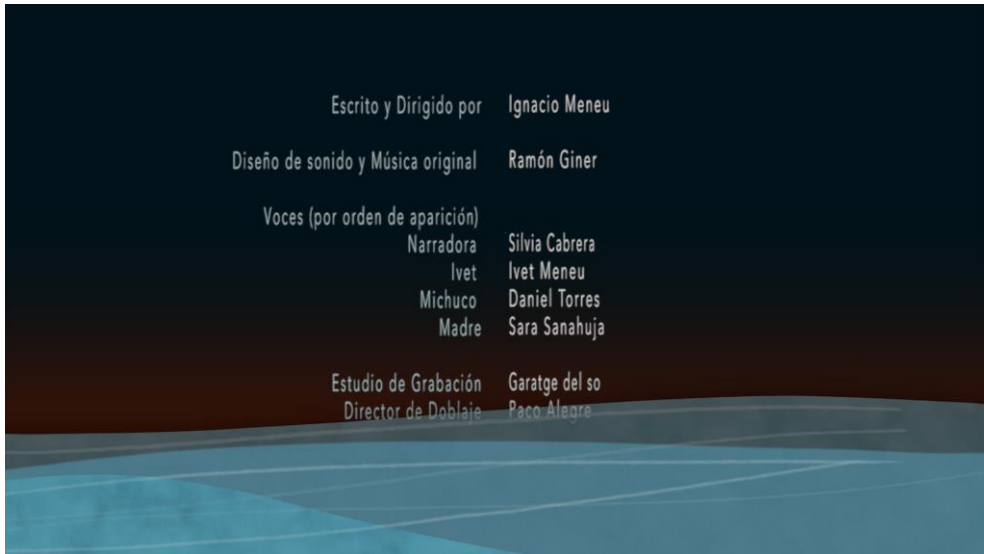 Escrito y Dirigido por Ignacio Meneu
Diseño de sonido y Música original Ramón Giner
Voces (por orden de aparición)
Narradora Silvia Cabrera
Ivet Ivet Meneu
Michuco Daniel Torres
Madre Sara Sanahuja
Estudio de Grabación Garatge del so
Director de Doblaje Paco Alegre